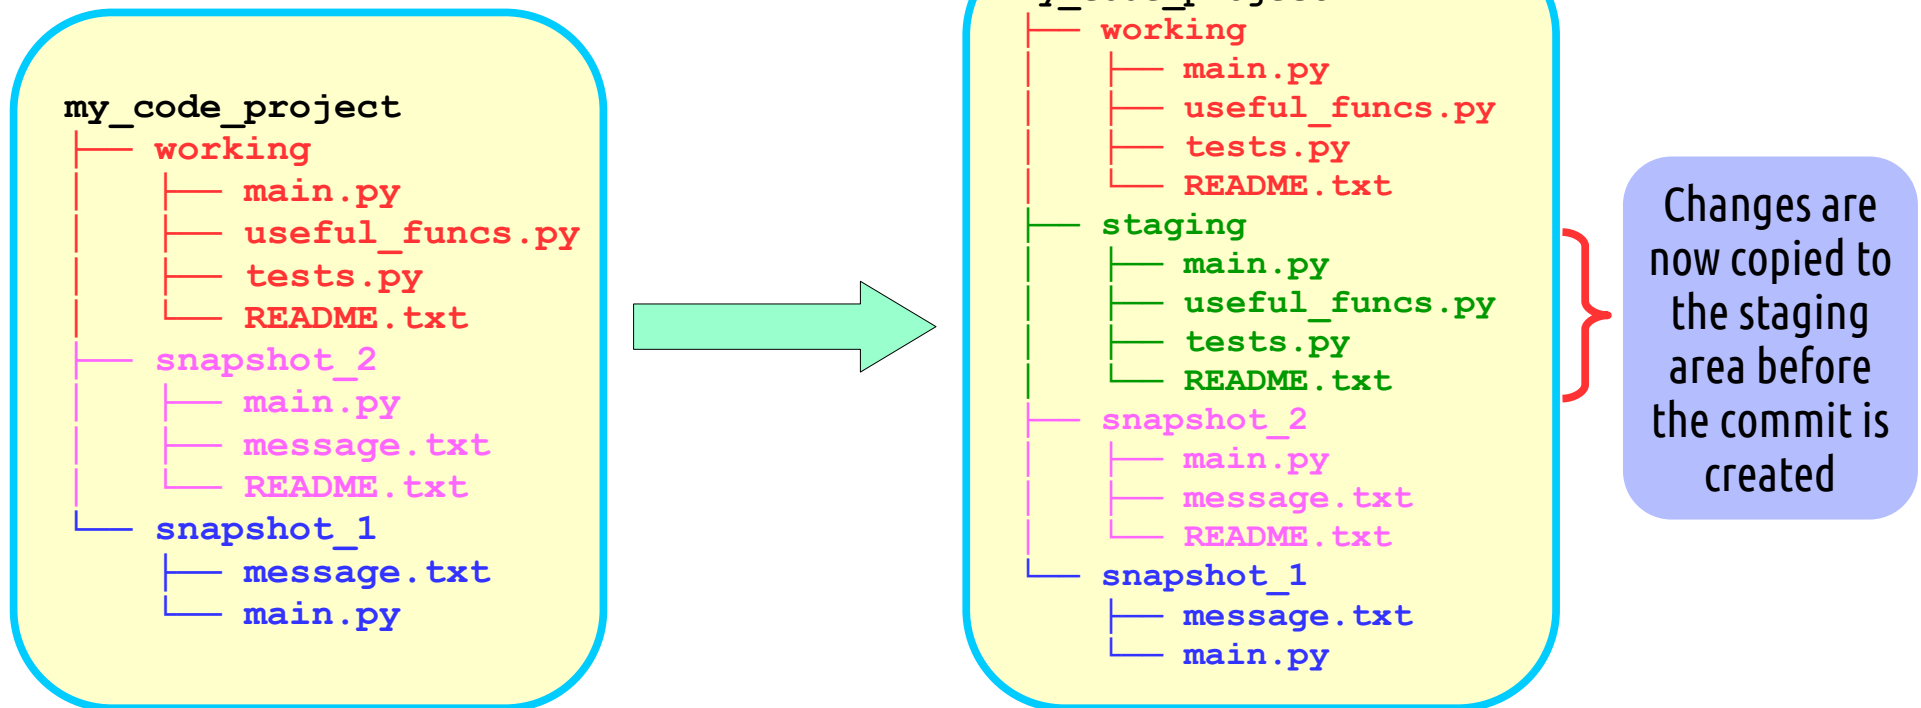 my_code_project
├── working
│   ├── main.py
│   ├── useful_funcs.py
│   ├── tests.py
│   └── README.txt
├── snapshot_2
│   ├── main.py
│   ├── message.txt
│   └── README.txt
└── snapshot_1
    ├── message.txt
    └── main.py
my_code_project
├── working
│   ├── main.py
│   ├── useful_funcs.py
│   ├── tests.py
│   └── README.txt
├── staging
│   ├── main.py
│   ├── useful_funcs.py
│   ├── tests.py
│   └── README.txt
├── snapshot_2
│   ├── main.py
│   ├── message.txt
│   └── README.txt
└── snapshot_1
    ├── message.txt
    └── main.py
Changes are
now copied to
the staging
area before
the commit is
created